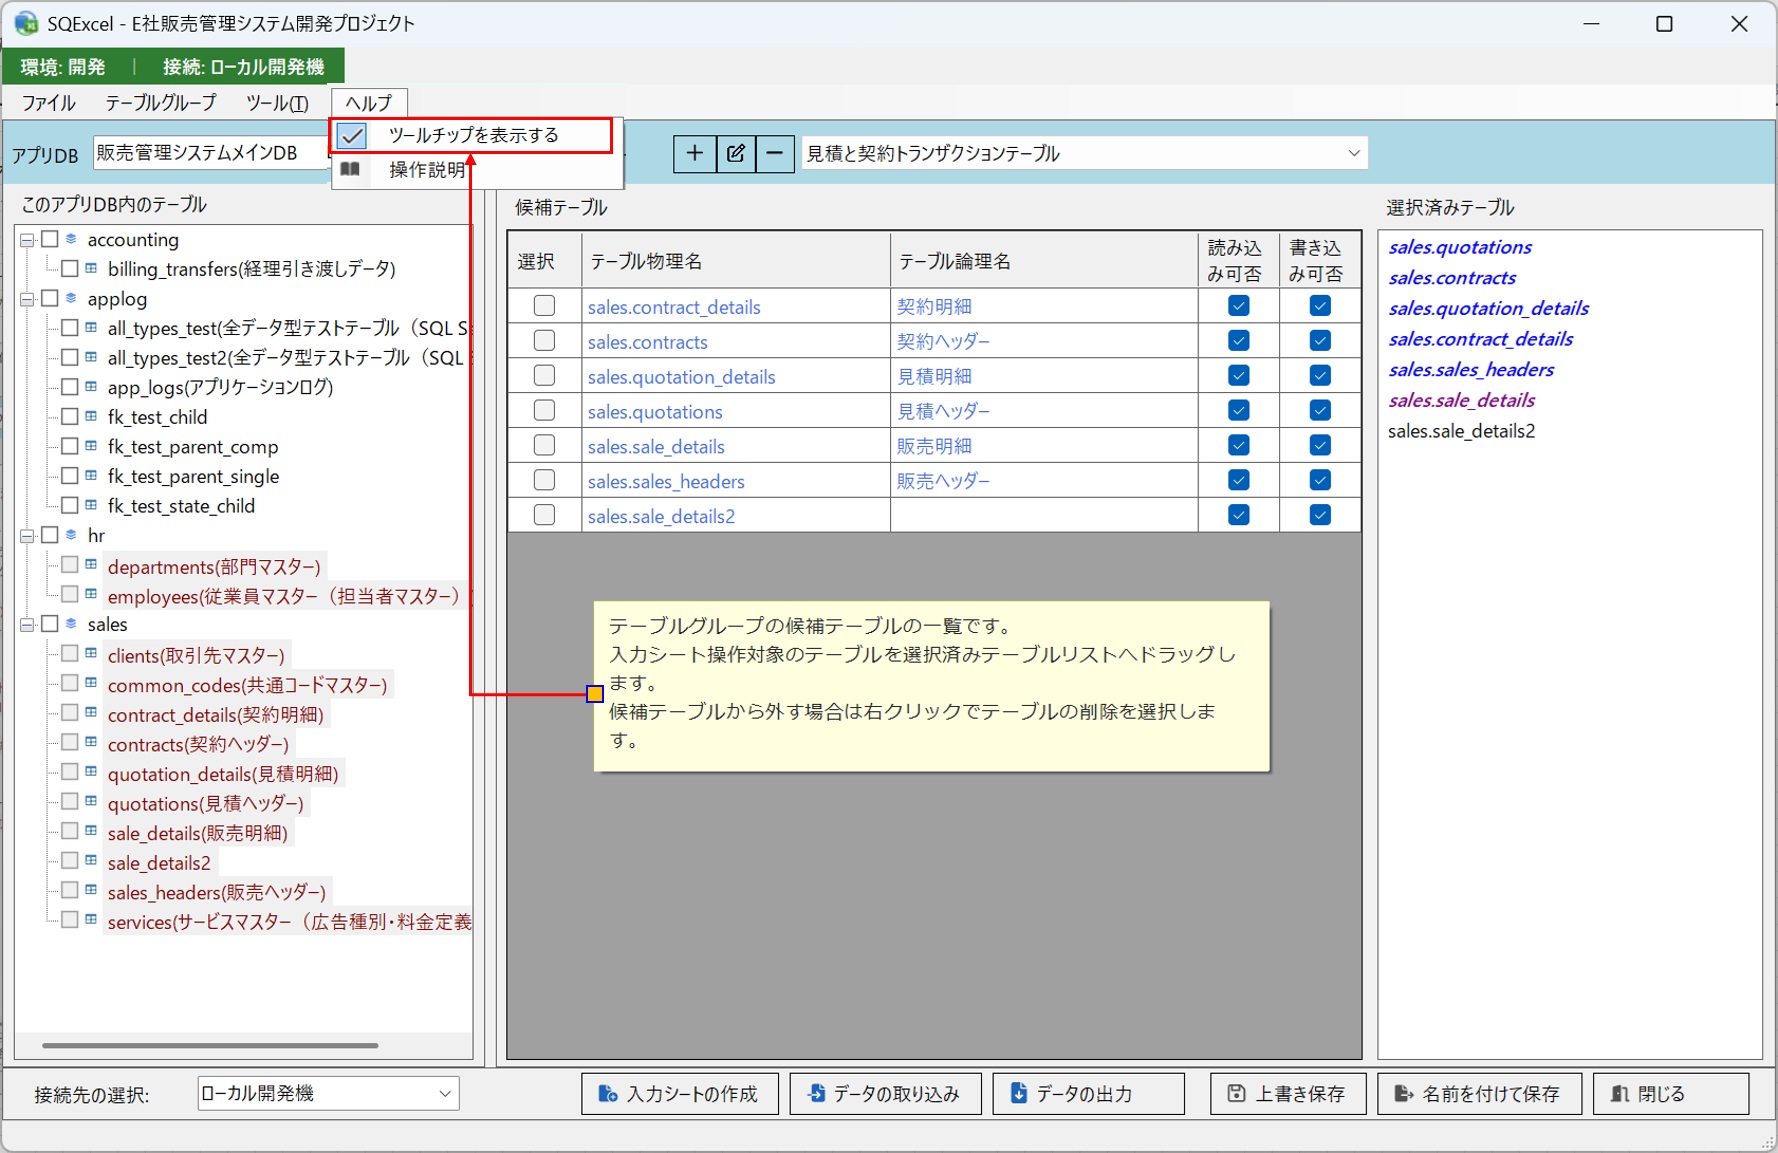 SQExcel - E社販売管理システム開発プロジェクト
環境: 開発 | 接続: ローカル開発機
ファイル テーブルグループ ツール(T) ヘルプ
ツールチップを表示する
操作説明
アプリDB 販売管理システムメインDB
見積と契約トランザクションテーブル
このアプリDB内のテーブル
accounting
billing_transfers(経理引き渡しデータ)
applog
all_types_test(全データ型テストテーブル（SQL S
all_types_test2(全データ型テストテーブル（SQL
app_logs(アプリケーションログ)
fk_test_child
fk_test_parent_comp
fk_test_parent_single
fk_test_state_child
hr
departments(部門マスター)
employees(従業員マスター（担当者マスター）
sales
clients(取引先マスター)
common_codes(共通コードマスター)
contract_details(契約明細)
contracts(契約ヘッダー)
quotation_details(見積明細)
quotations(見積ヘッダー)
sale_details(販売明細)
sale_details2
sales_headers(販売ヘッダー)
services(サービスマスター（広告種別・料金定義
候補テーブル
選択 テーブル物理名 テーブル論理名 読み込み可否 書き込み可否
sales.contract_details 契約明細
sales.contracts 契約ヘッダー
sales.quotation_details 見積明細
sales.quotations 見積ヘッダー
sales.sale_details 販売明細
sales.sales_headers 販売ヘッダー
sales.sale_details2
テーブルグループの候補テーブルの一覧です。
入力シート操作対象のテーブルを選択済みテーブルリストへドラッグし
ます。
候補テーブルから外す場合は右クリックでテーブルの削除を選択しま
す。
選択済みテーブル
sales.quotations
sales.contracts
sales.quotation_details
sales.contract_details
sales.sales_headers
sales.sale_details
sales.sale_details2
接続先の選択: ローカル開発機
入力シートの作成 データの取り込み データの出力 上書き保存 名前を付けて保存 閉じる